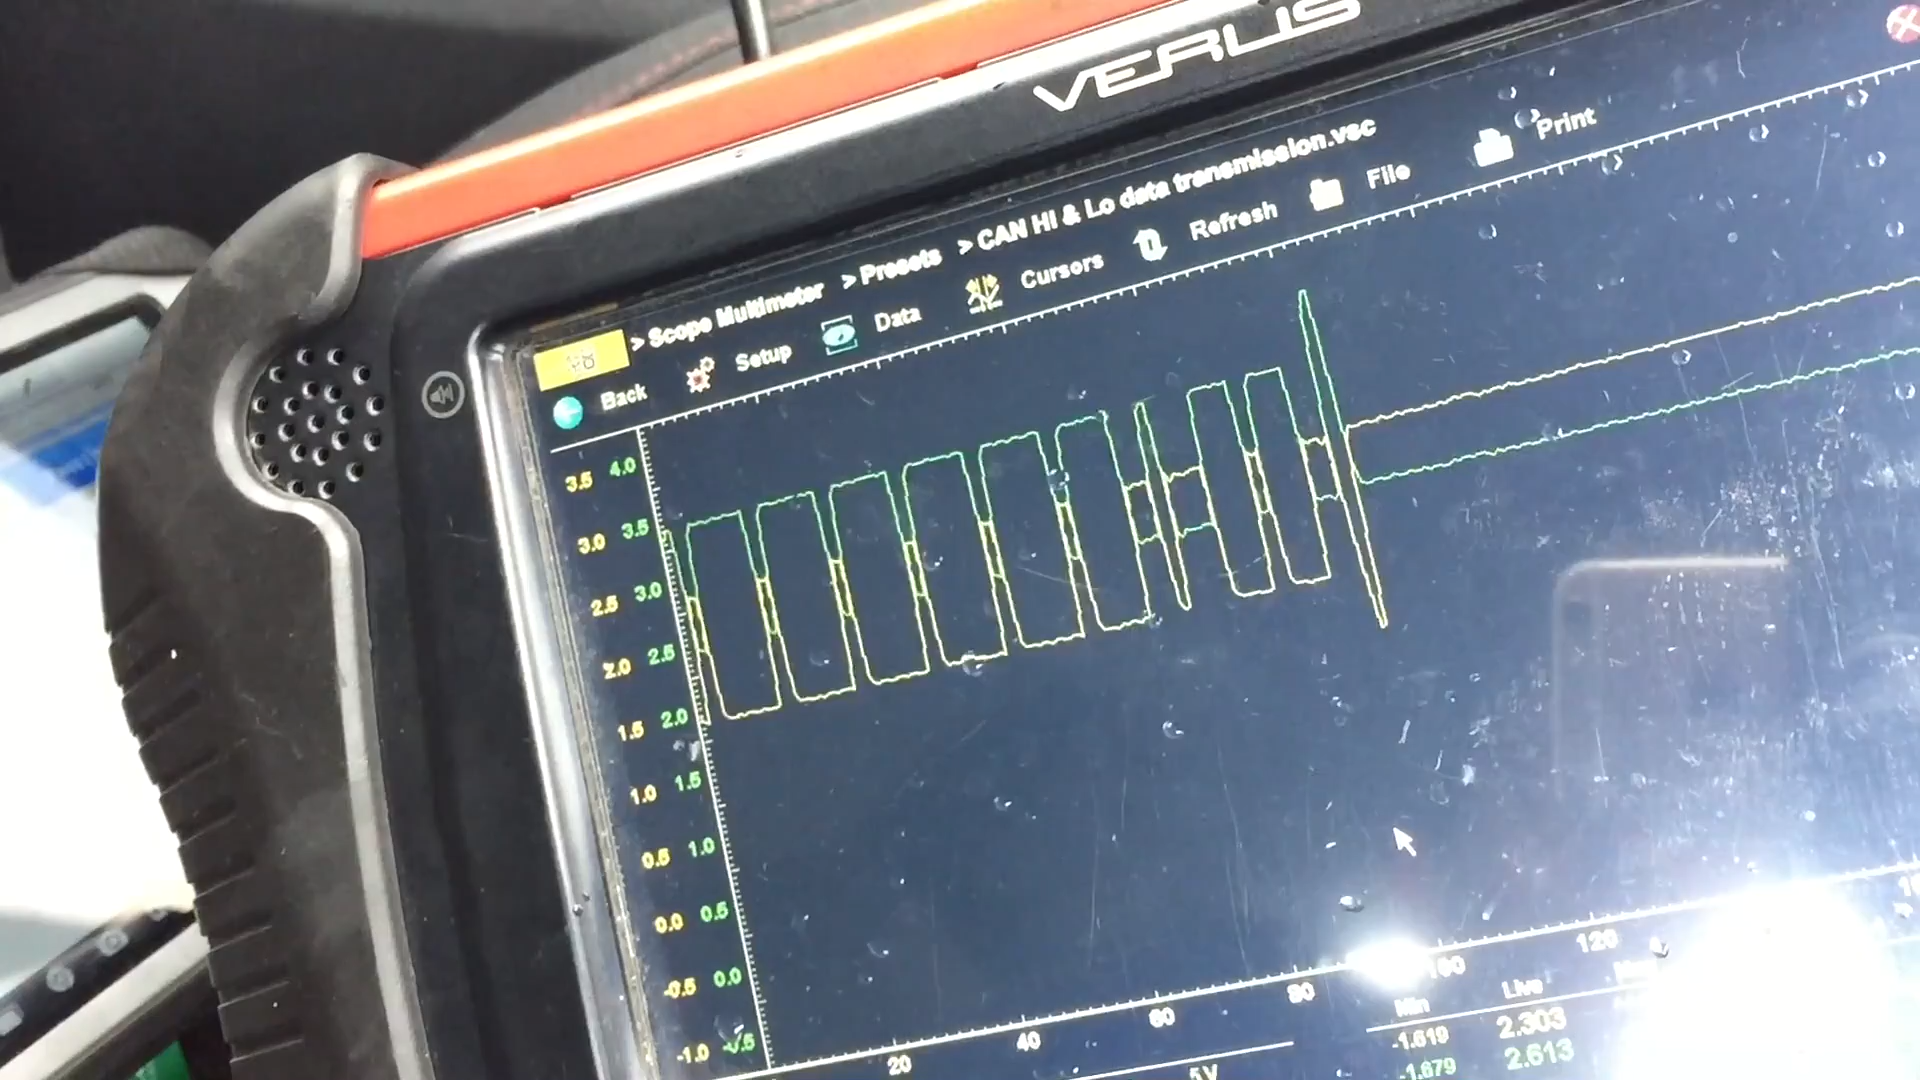 VERUS
> Scope Multimeter > Presets > CAN Hi & Lo data transmission.vsc
Back Setup Data Cursors Refresh File Print
3.5 4.0
3.0 3.5
2.5 3.0
2.0 2.5
1.5 2.0
1.0 1.5
0.5 1.0
0.0 0.5
-0.5 0.0
-1.0 -0.5
20 40 60 80 100 120
5V
Min Live
-1.619 2.303
-1.679 2.613